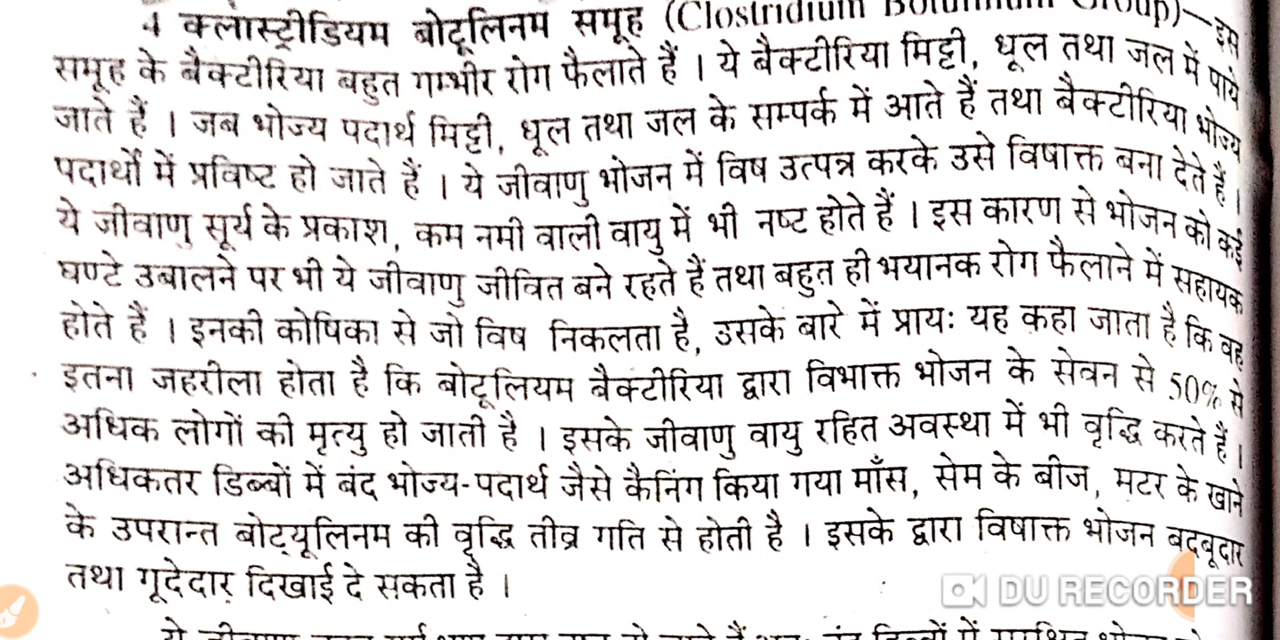 4 क्लास्ट्रीडियम बोटूलिनम समूह (Clostridium Botulinum Group)—इस
समूह के बैक्टीरिया बहुत गम्भीर रोग फैलाते हैं । ये बैक्टीरिया मिट्टी, धूल तथा जल में पाये
जाते हैं । जब भोज्य पदार्थ मिट्टी, धूल तथा जल के सम्पर्क में आते हैं तथा बैक्टीरिया भोज्य
पदार्थों में प्रविष्ट हो जाते हैं । ये जीवाणु भोजन में विष उत्पन्न करके उसे विषाक्त बना देते हैं ।
ये जीवाणु सूर्य के प्रकाश, कम नमी वाली वायु में भी नष्ट होते हैं । इस कारण से भोजन को कई
घण्टे उबालने पर भी ये जीवाणु जीवित बने रहते हैं तथा बहुत ही भयानक रोग फैलाने में सहायक
होते हैं । इनकी कोषिका से जो विष निकलता है, उसके बारे में प्रायः यह कहा जाता है कि वह
इतना जहरीला होता है कि बोटूलियम बैक्टीरिया द्वारा विभाक्त भोजन के सेवन से 50% से
अधिक लोगों की मृत्यु हो जाती है । इसके जीवाणु वायु रहित अवस्था में भी वृद्धि करते हैं ।
अधिकतर डिब्बों में बंद भोज्य-पदार्थ जैसे कैनिंग किया गया माँस, सेम के बीज, मटर के खाने
के उपरान्त बोट्यूलिनम की वृद्धि तीव्र गति से होती है । इसके द्वारा विषाक्त भोजन बदबूदार
तथा गूदेदार दिखाई दे सकता है ।
DU RECORDER